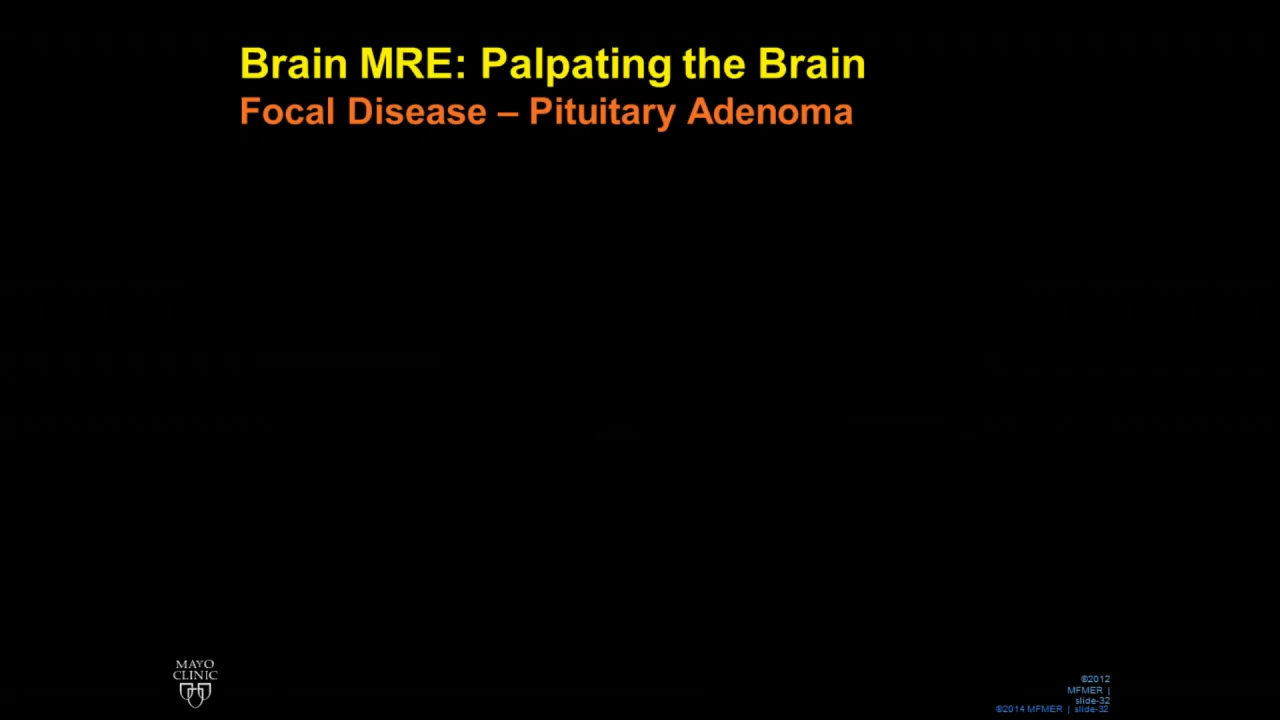 Brain MRE: Palpating the Brain
Focal Disease – Pituitary Adenoma
MAYO
CLINIC
©2012
MFMER |
slide-32
©2014 MFMER | slide-32